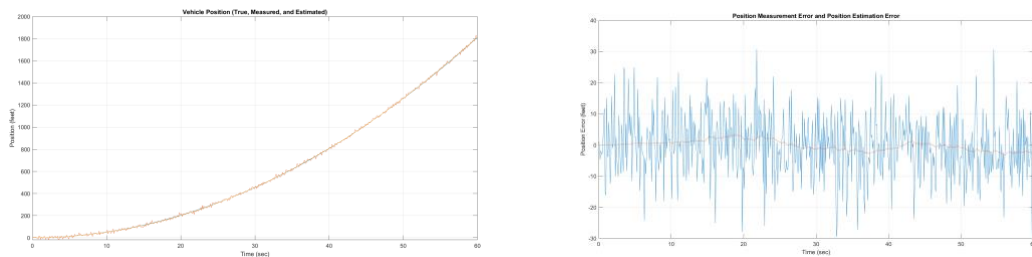 Vehicle Position (True, Measured, and Estimated)
Position (feet)
2000
1800
1600
1400
1200
1000
800
600
400
200
0
0 10 20 30 40 50 60
Time (sec)
Position Measurement Error and Position Estimation Error
Position Error (feet)
40
30
20
10
0
-10
-20
-30
0 10 20 30 40 50 60
Time (sec)